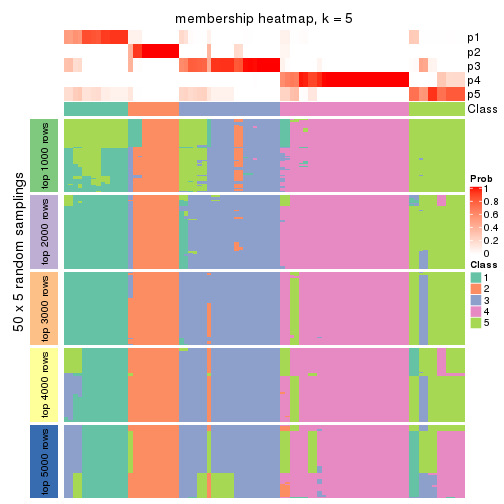 membership heatmap, k = 5
p1
p2
p3
p4
p5
Class
50 x 5 random samplings
top 1000 rows
top 2000 rows
top 3000 rows
top 4000 rows
top 5000 rows
Prob
1
0.8
0.6
0.4
0.2
0
Class
1
2
3
4
5